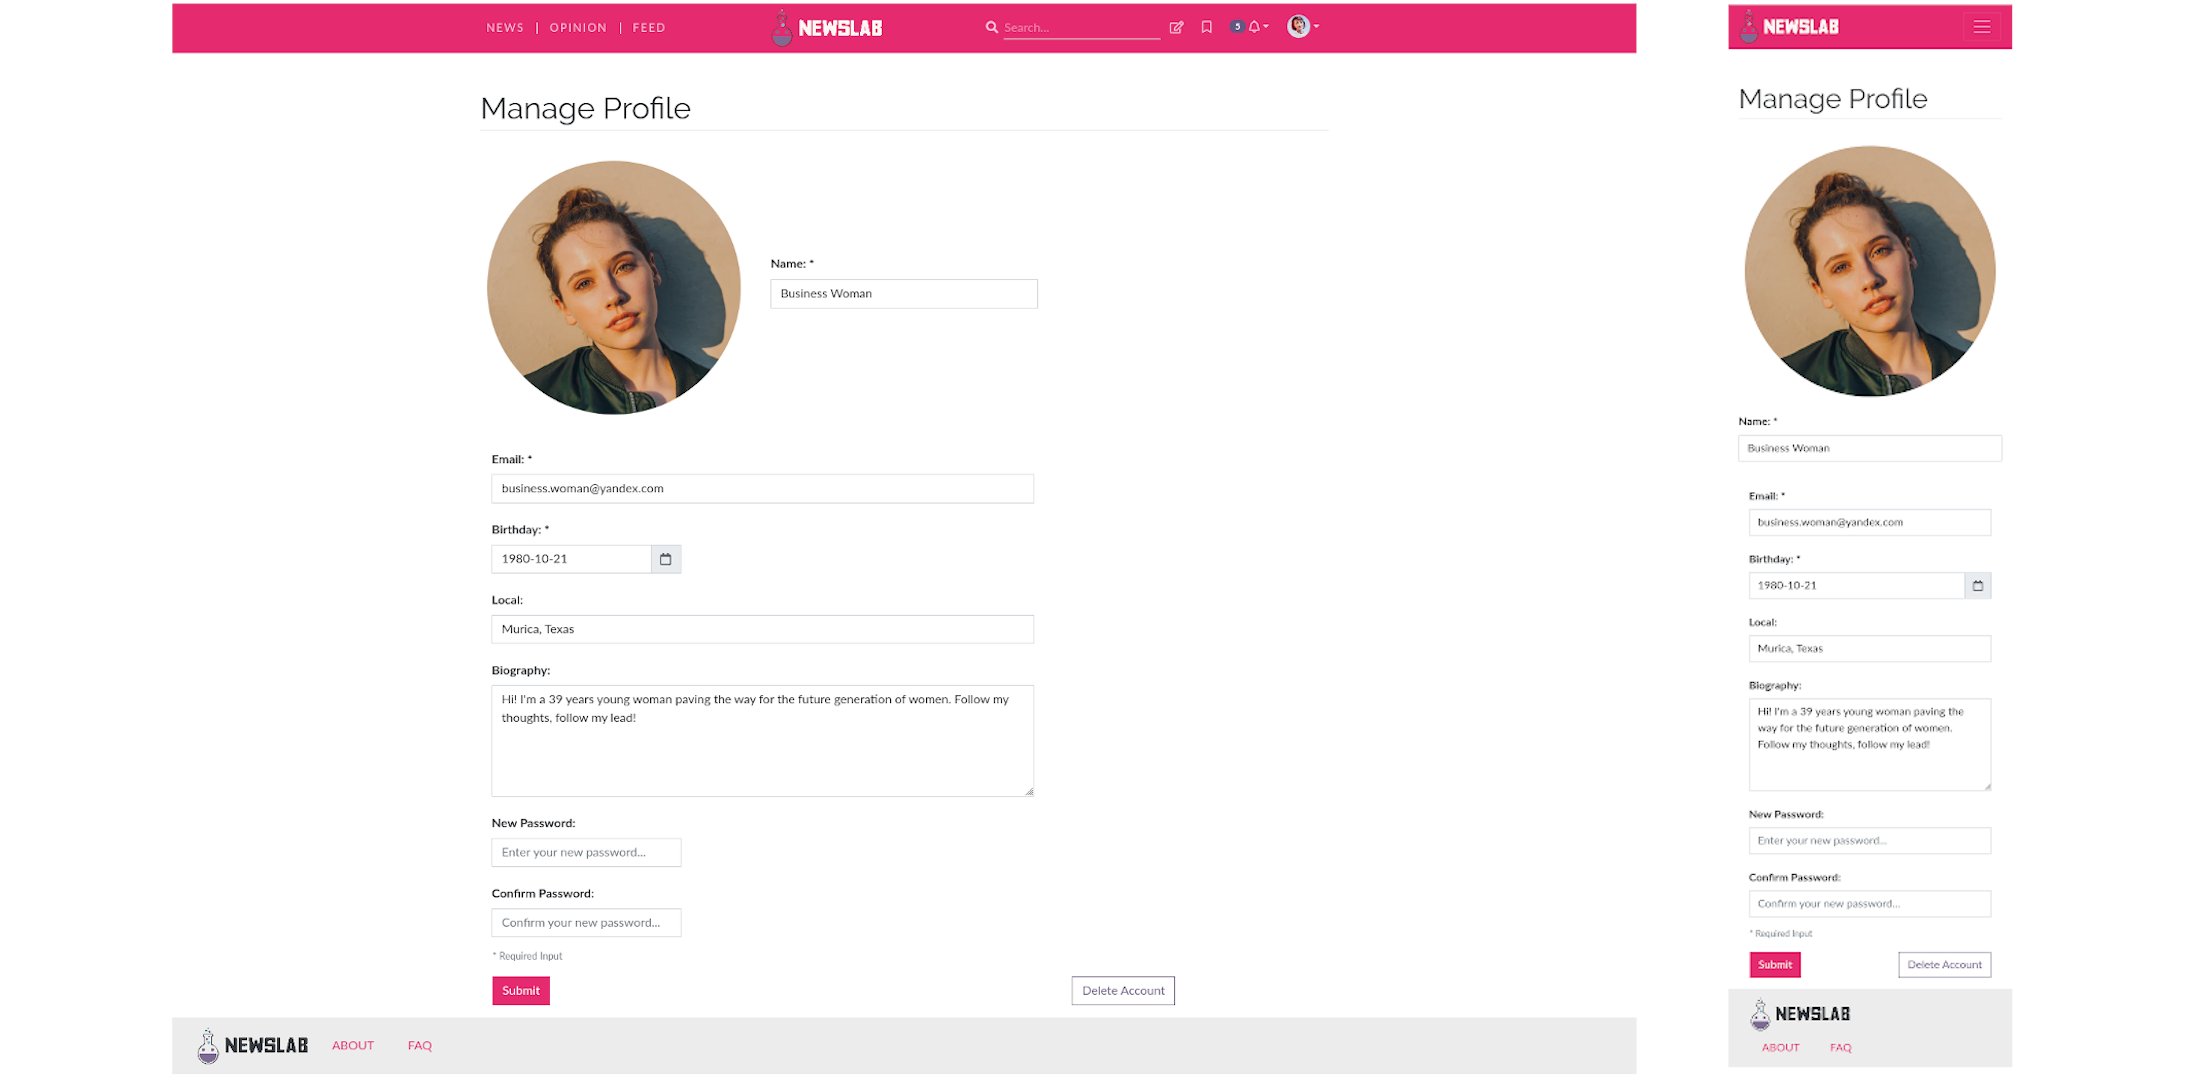 NEWS | OPINION | FEED
NEWSLAB
Search...
5
Manage Profile
Name: *
Business Woman
Email: *
business.woman@yandex.com
Birthday: *
1980-10-21
Local:
Murica, Texas
Biography:
Hi! I'm a 39 years young woman paving the way for the future generation of women. Follow my
thoughts, follow my lead!
New Password:
Enter your new password...
Confirm Password:
Confirm your new password...
* Required Input
Submit
Delete Account
NEWSLAB
ABOUT
FAQ
NEWSLAB
Manage Profile
Name: *
Business Woman
Email: *
business.woman@yandex.com
Birthday: *
1980-10-21
Local:
Murica, Texas
Biography:
Hi! I'm a 39 years young woman paving the
way for the future generation of women.
Follow my thoughts, follow my lead!
New Password:
Enter your new password...
Confirm Password:
Confirm your new password...
* Required Input
Submit
Delete Account
NEWSLAB
ABOUT
FAQ